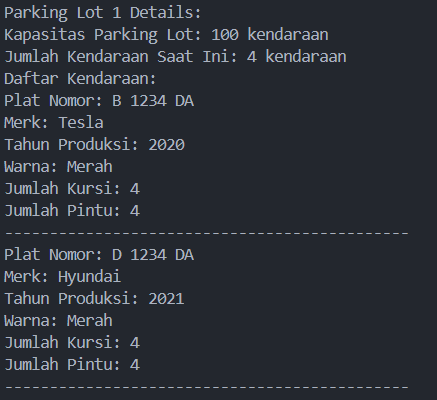 Parking Lot 1 Details:
Kapasitas Parking Lot: 100 kendaraan
Jumlah Kendaraan Saat Ini: 4 kendaraan
Daftar Kendaraan:
Plat Nomor: B 1234 DA
Merk: Tesla
Tahun Produksi: 2020
Warna: Merah
Jumlah Kursi: 4
Jumlah Pintu: 4
---------------------------------------------
Plat Nomor: D 1234 DA
Merk: Hyundai
Tahun Produksi: 2021
Warna: Merah
Jumlah Kursi: 4
Jumlah Pintu: 4
---------------------------------------------